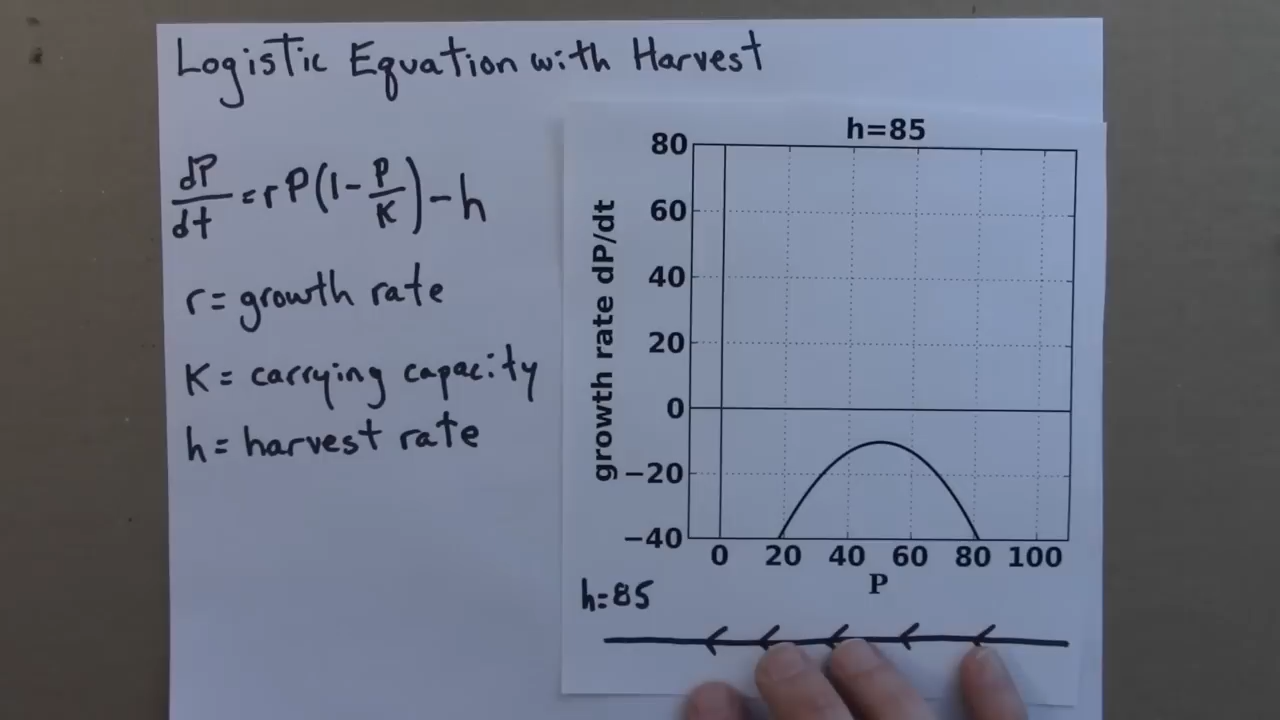 Logistic Equation with Harvest
dP/dt = rP(1 - P/K) - h
r = growth rate
K = carrying capacity
h = harvest rate
h=85
80
60
40
20
0
−20
−40
growth rate dP/dt
0 20 40 60 80 100
P
h=85